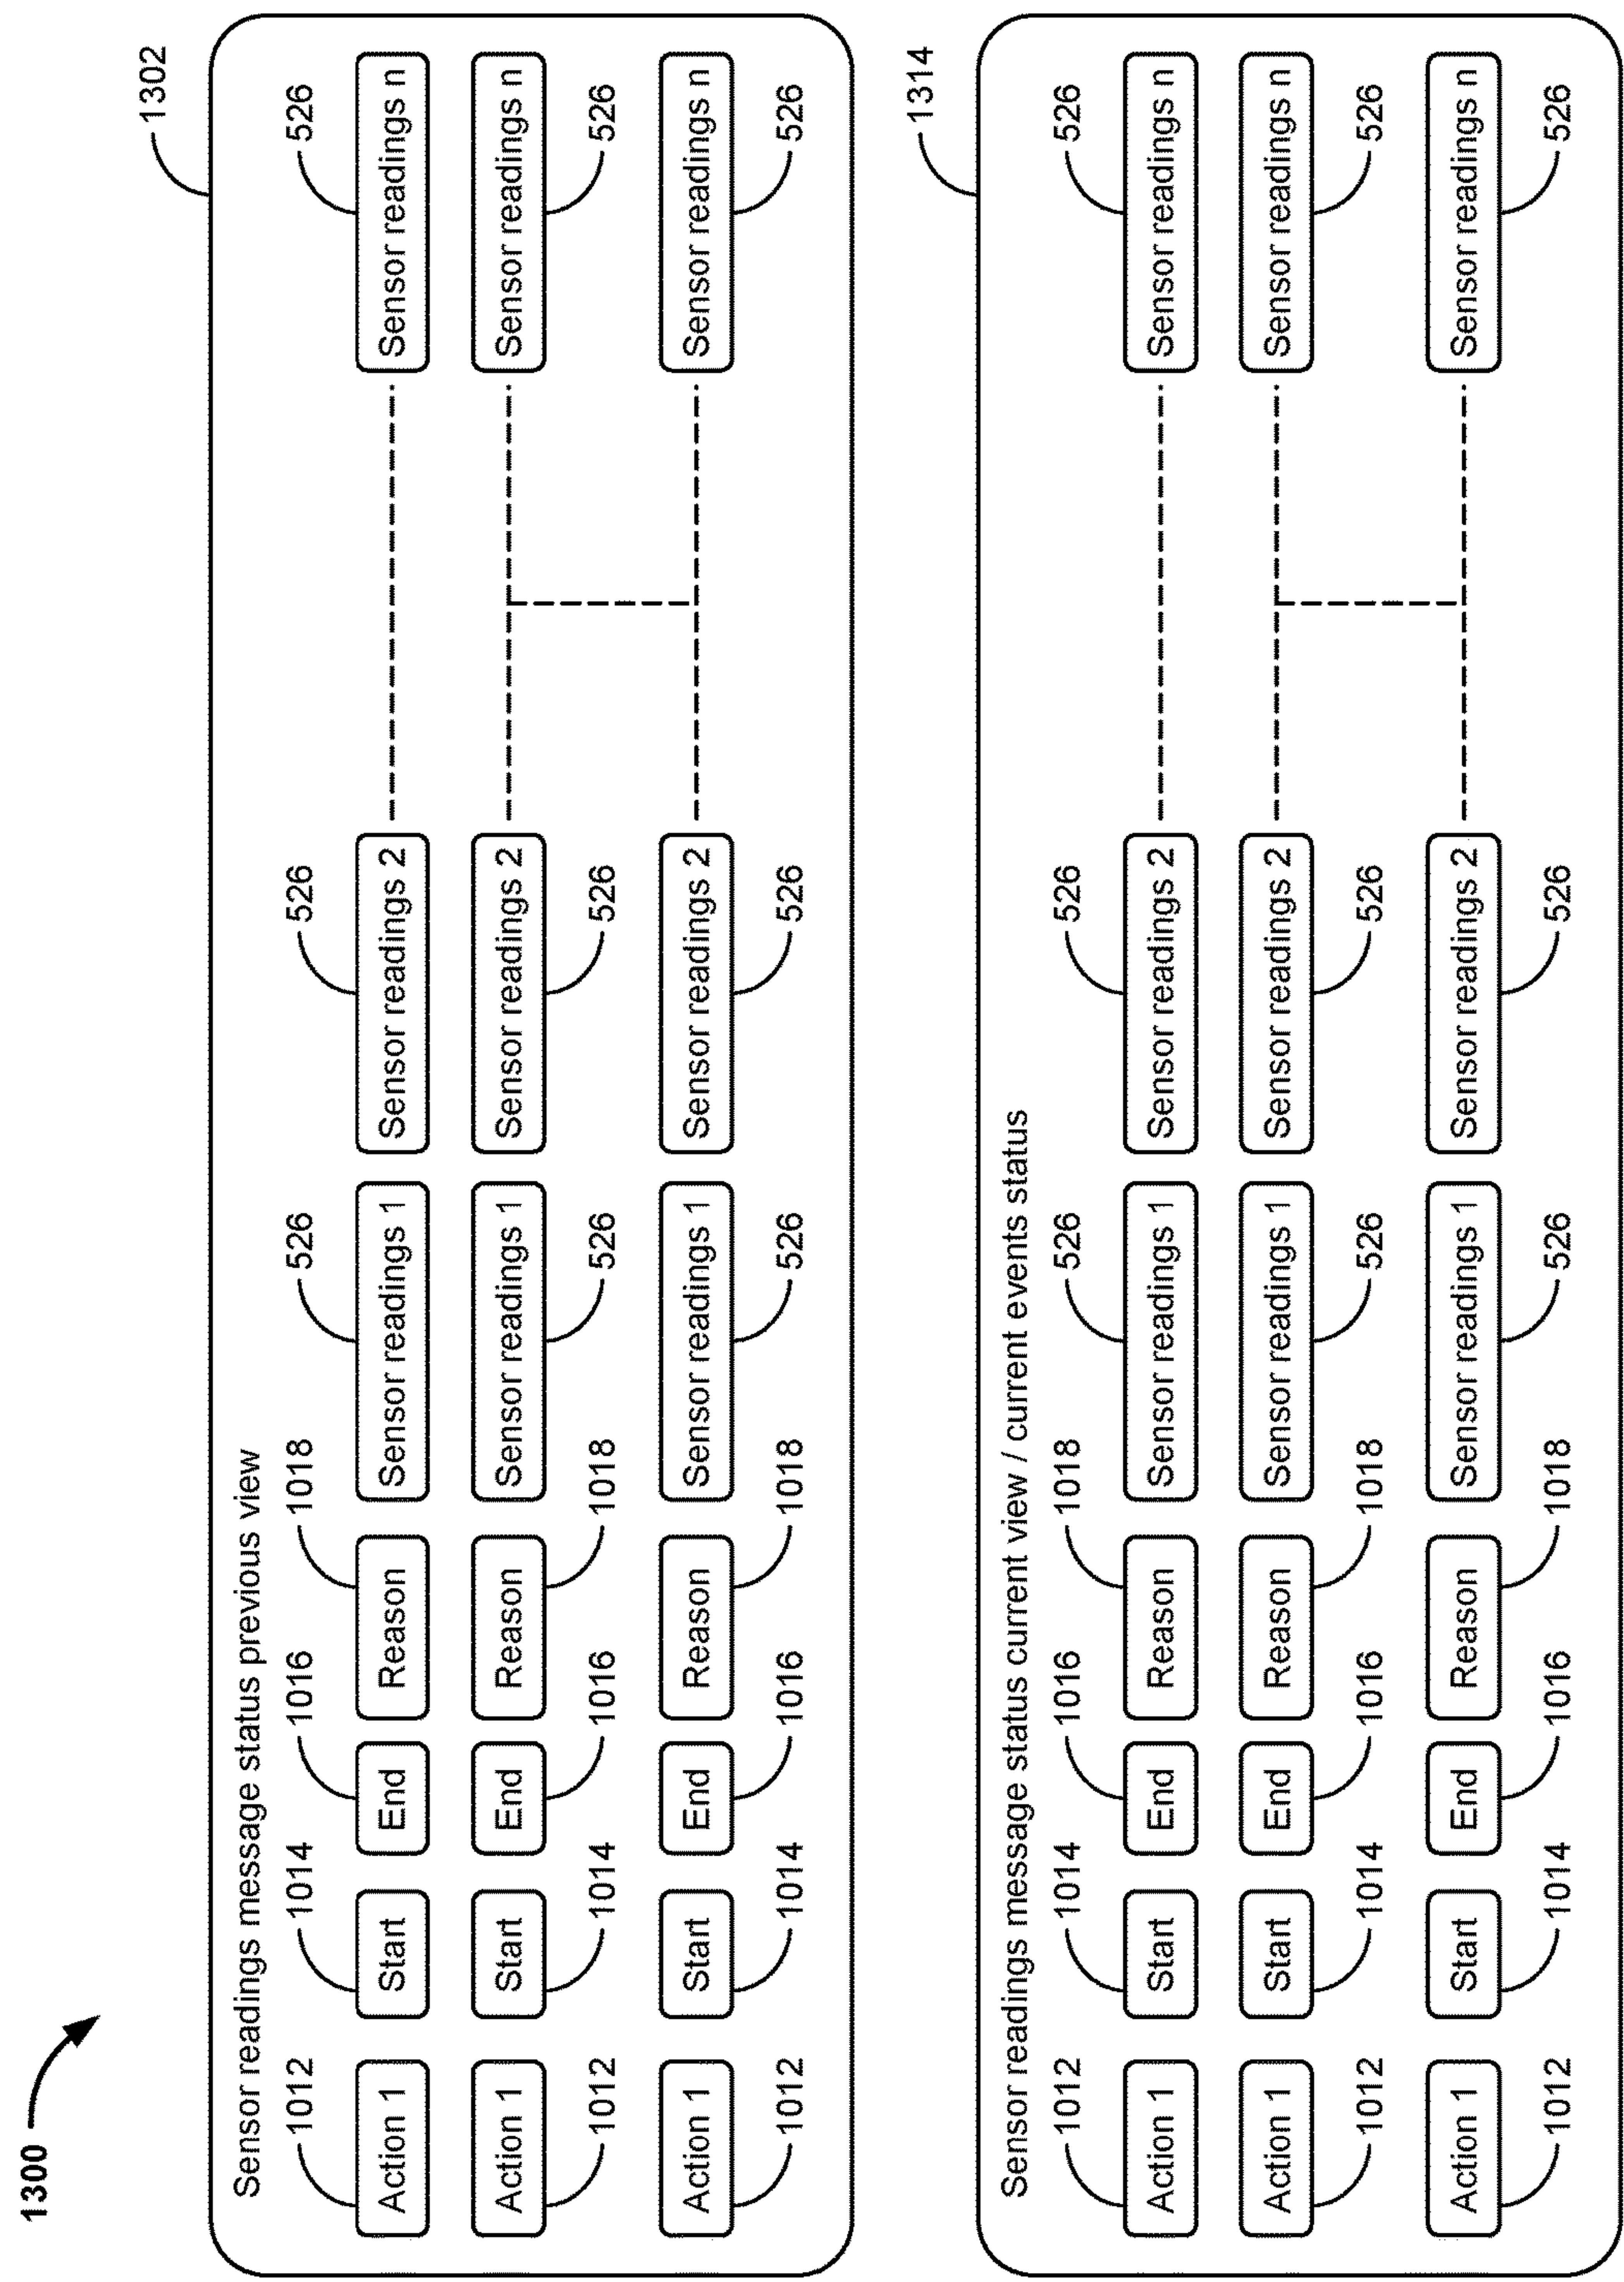 1300
1302
Sensor readings message status previous view
1012 1014 1016 1018 526 526 526
Action 1 Start End Reason Sensor readings 1 Sensor readings 2 Sensor readings n
Action 1 Start End Reason Sensor readings 1 Sensor readings 2 Sensor readings n
1012 1014 1016 1018 526 526 526
Action 1 Start End Reason Sensor readings 1 Sensor readings 2 Sensor readings n
1012 1014 1016 1018 526 526 526
1314
Sensor readings message status current view / current events status
1012 1014 1016 1018 526 526 526
Action 1 Start End Reason Sensor readings 1 Sensor readings 2 Sensor readings n
Action 1 Start End Reason Sensor readings 1 Sensor readings 2 Sensor readings n
1012 1014 1016 1018 526 526 526
Action 1 Start End Reason Sensor readings 1 Sensor readings 2 Sensor readings n
1012 1014 1016 1018 526 526 526